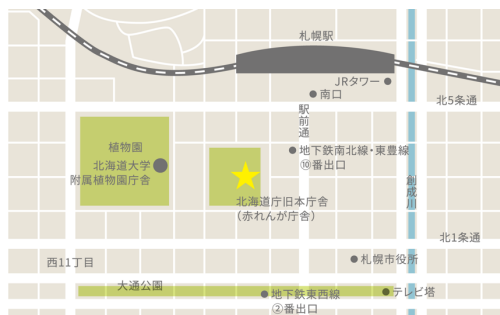 札幌駅
JRタワー
南口
北5条通
駅前通
植物園
北海道大学
附属植物園庁舎
地下鉄南北線・東豊線
⑩番出口
創成川
北海道庁旧本庁舎
(赤れんが庁舎)
北1条通
西11丁目
札幌市役所
大通公園
地下鉄東西線
②番出口
テレビ塔